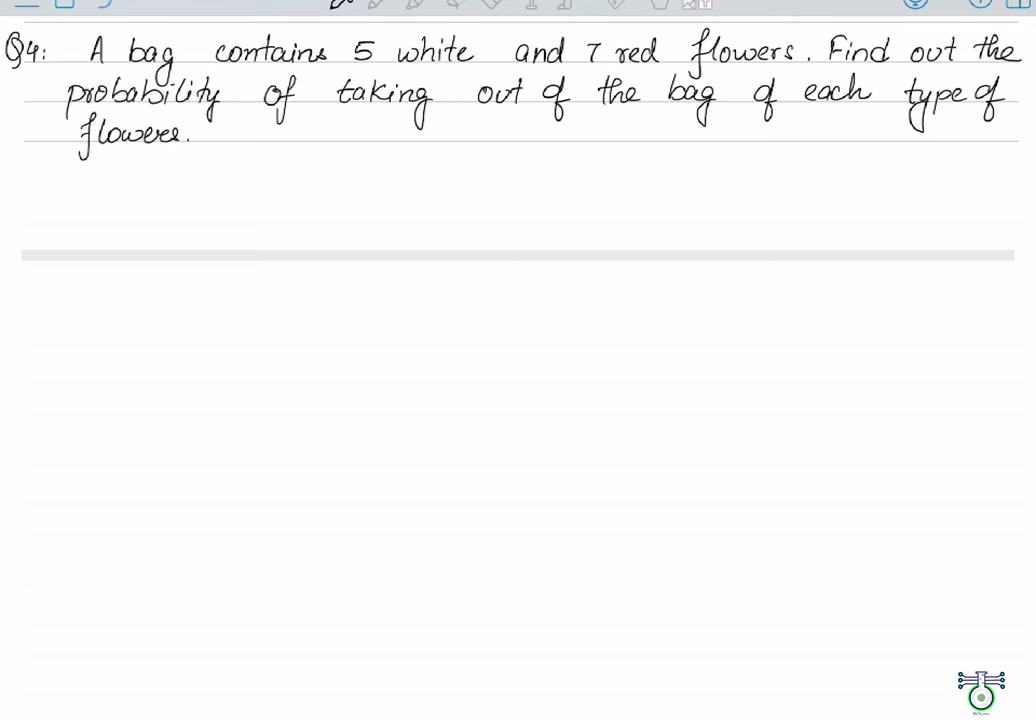 Q4: A bag contains 5 white and 7 red flowers. Find out the
probability of taking out of the bag of each type of
flowers.